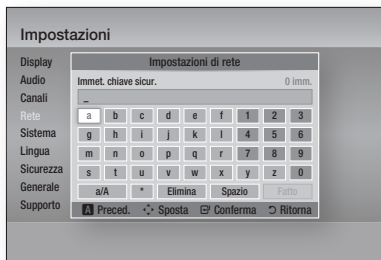 Impostazioni
Display
Audio
Canali
Rete
Sistema
Lingua
Sicurezza
Generale
Supporto
Impostazioni di rete
Immet. chiave sicur. 0 imm.
_
a b c d e f 1 2 3
g h i j k l 4 5 6
m n o p q r 7 8 9
s t u v w x y z 0
a/A * Elimina Spazio Fatto
A Preced. Sposta Conferma Ritorna